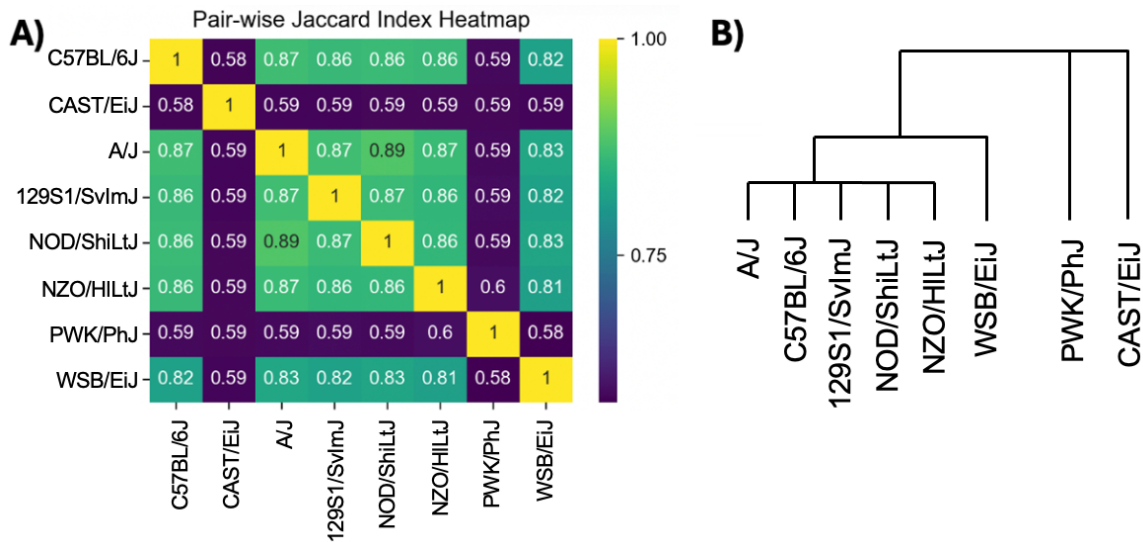 A)
Pair-wise Jaccard Index Heatmap
C57BL/6J 1 0.58 0.87 0.86 0.86 0.86 0.59 0.82
CAST/EiJ 0.58 1 0.59 0.59 0.59 0.59 0.59 0.59
A/J 0.87 0.59 1 0.87 0.89 0.87 0.59 0.83
129S1/SvlmJ 0.86 0.59 0.87 1 0.87 0.86 0.59 0.82
NOD/ShiLtJ 0.86 0.59 0.89 0.87 1 0.86 0.59 0.83
NZO/HILtJ 0.86 0.59 0.87 0.86 0.86 1 0.6 0.81
PWK/PhJ 0.59 0.59 0.59 0.59 0.59 0.6 1 0.58
WSB/EiJ 0.82 0.59 0.83 0.82 0.83 0.81 0.58 1
C57BL/6J
CAST/EiJ
A/J
129S1/SvlmJ
NOD/ShiLtJ
NZO/HILtJ
PWK/PhJ
WSB/EiJ
1.00
0.75
B)
A/J
C57BL/6J
129S1/SvlmJ
NOD/ShiLtJ
NZO/HILtJ
WSB/EiJ
PWK/PhJ
CAST/EiJ